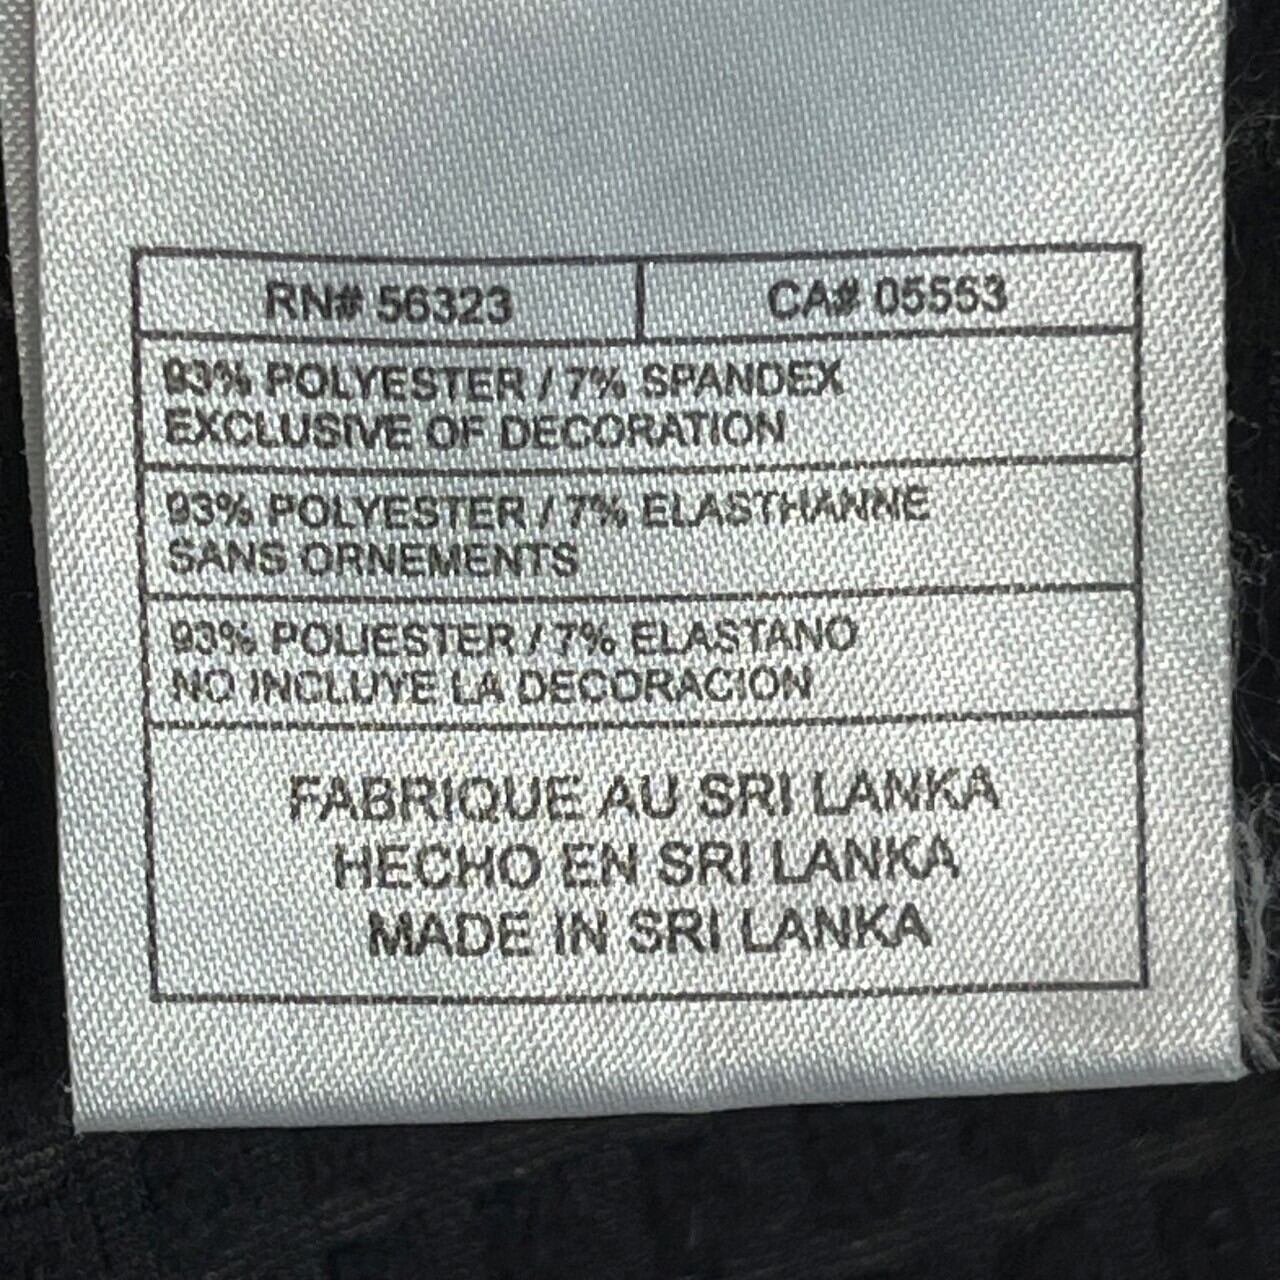 RN# 56323 CA# 05553
93% POLYESTER / 7% SPANDEX
EXCLUSIVE OF DECORATION
93% POLYESTER / 7% ELASTHANNE
SANS ORNEMENTS
93% POLIESTER / 7% ELASTANO
NO INCLUYE LA DECORACION
FABRIQUE AU SRI LANKA
HECHO EN SRI LANKA
MADE IN SRI LANKA